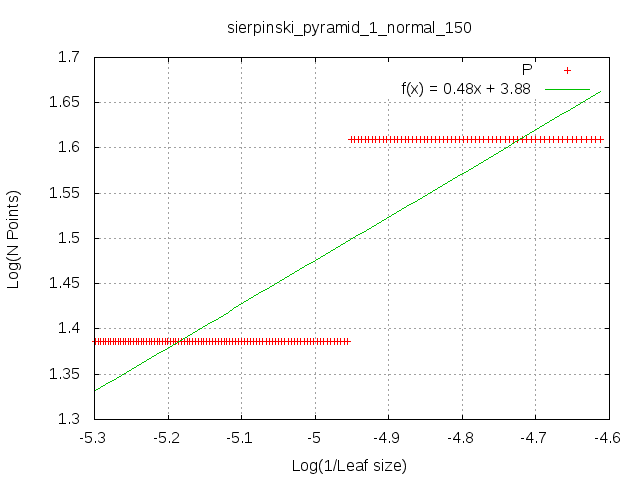 sierpinski_pyramid_1_normal_150
1.7
1.65
1.6
1.55
1.5
1.45
1.4
1.35
1.3
Log(N Points)
P
f(x) = 0.48x + 3.88
-5.3 -5.2 -5.1 -5 -4.9 -4.8 -4.7 -4.6
Log(1/Leaf size)